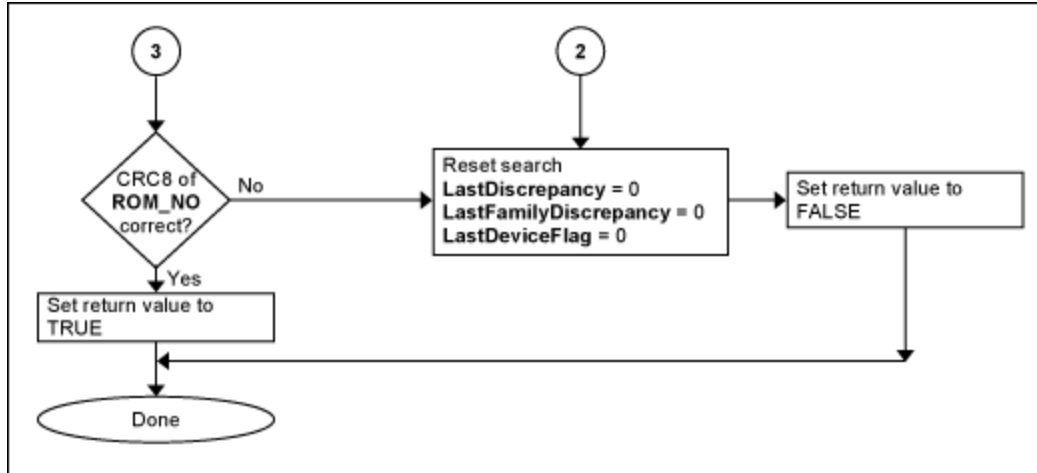 3
2
CRC8 of
ROM_NO
correct?
No
Reset search
LastDiscrepancy = 0
LastFamilyDiscrepancy = 0
LastDeviceFlag = 0
Set return value to
FALSE
Yes
Set return value to
TRUE
Done